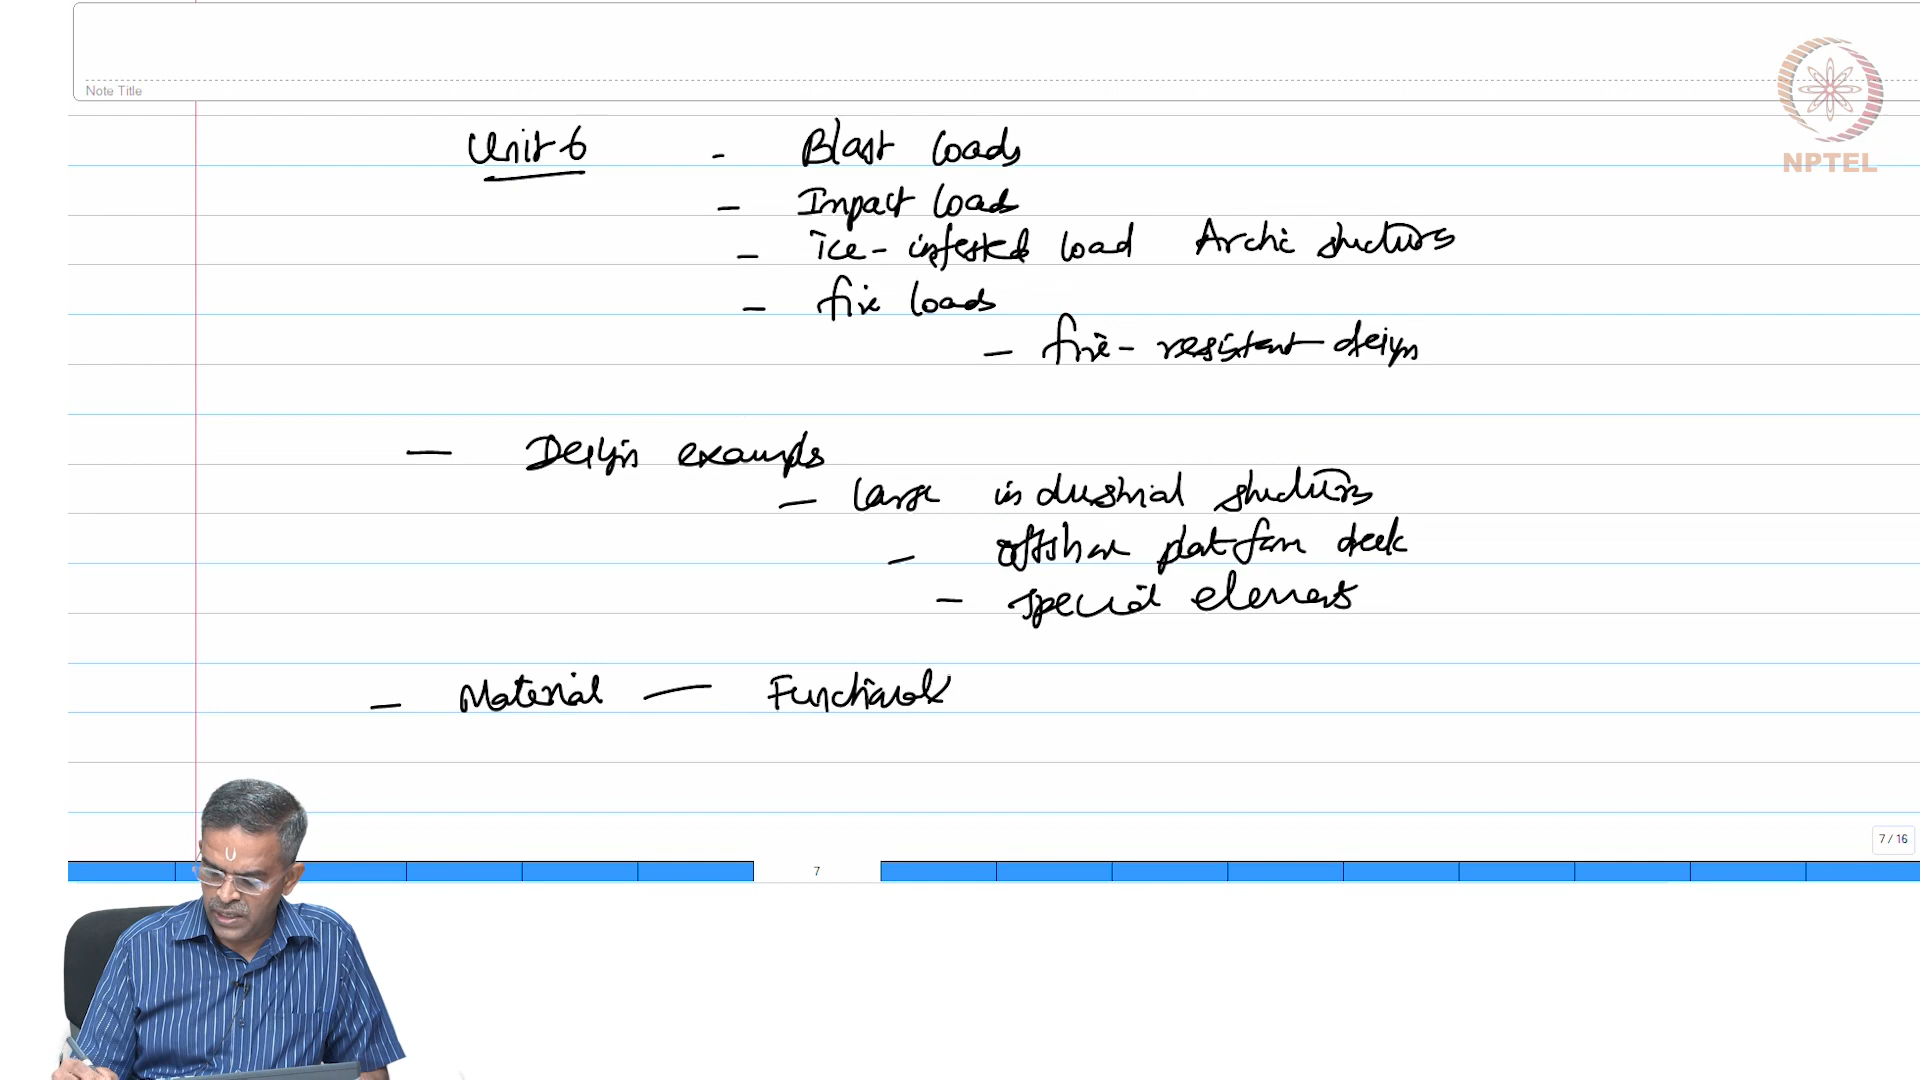 Note Title
NPTEL
Unit-6 - Blast loads
- Impact loads
- ice-infested load Arctic structures
- fire loads
- fire-resistant design
- Design examples
- large industrial structures
- offshore platform deck
- special elements
- Material - Functional
7 / 16
7